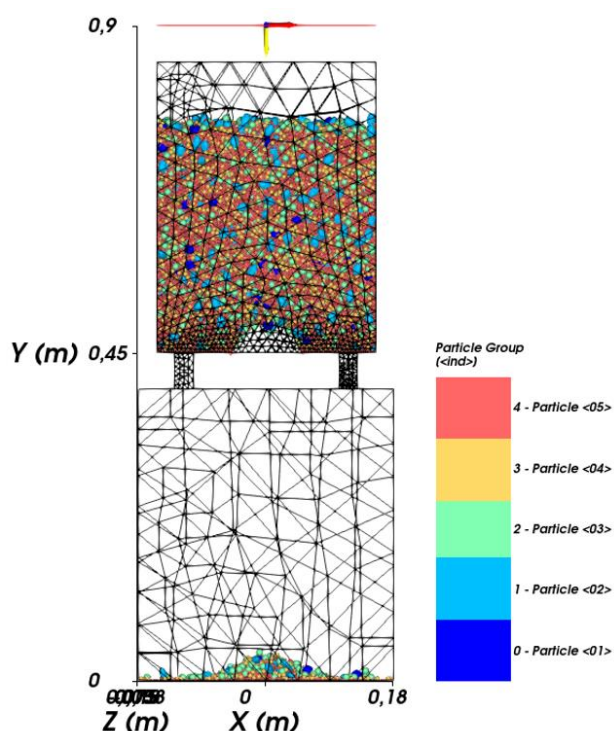 0,9
Y (m)
0,45
0
Z (m)
X (m)
0
0,18
Particle Group
(<ind>)
4 - Particle <05>
3 - Particle <04>
2 - Particle <03>
1 - Particle <02>
0 - Particle <01>